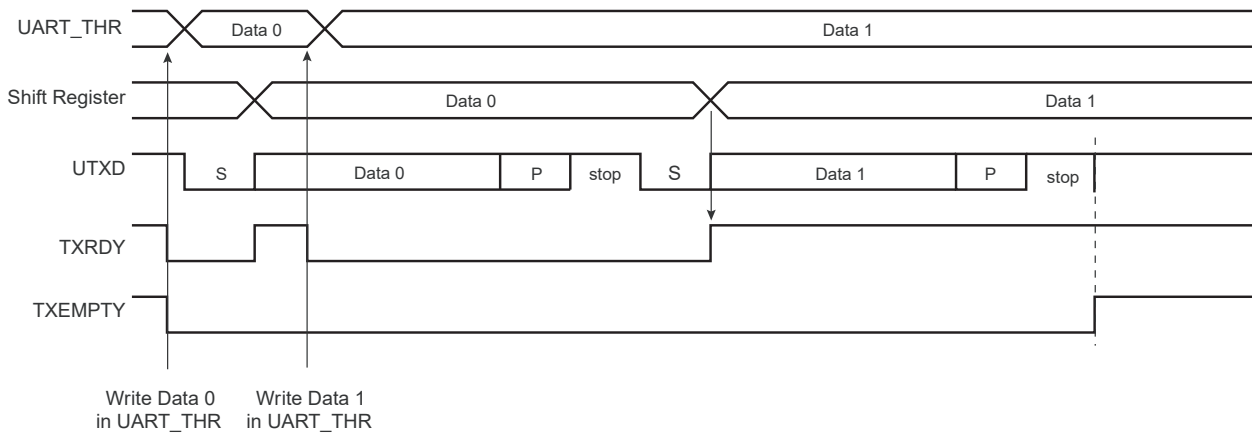 UART_THR
Data 0
Data 1
Shift Register
Data 0
Data 1
UTXD
S
Data 0
P
stop
S
Data 1
P
stop
TXRDY
TXEMPTY
Write Data 0
in UART_THR
Write Data 1
in UART_THR